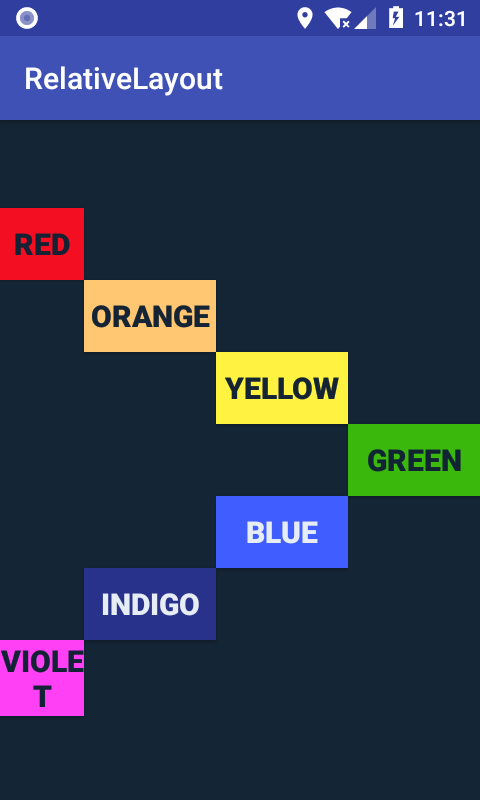 11:31
RelativeLayout
RED
ORANGE
YELLOW
GREEN
BLUE
INDIGO
VIOLE
T